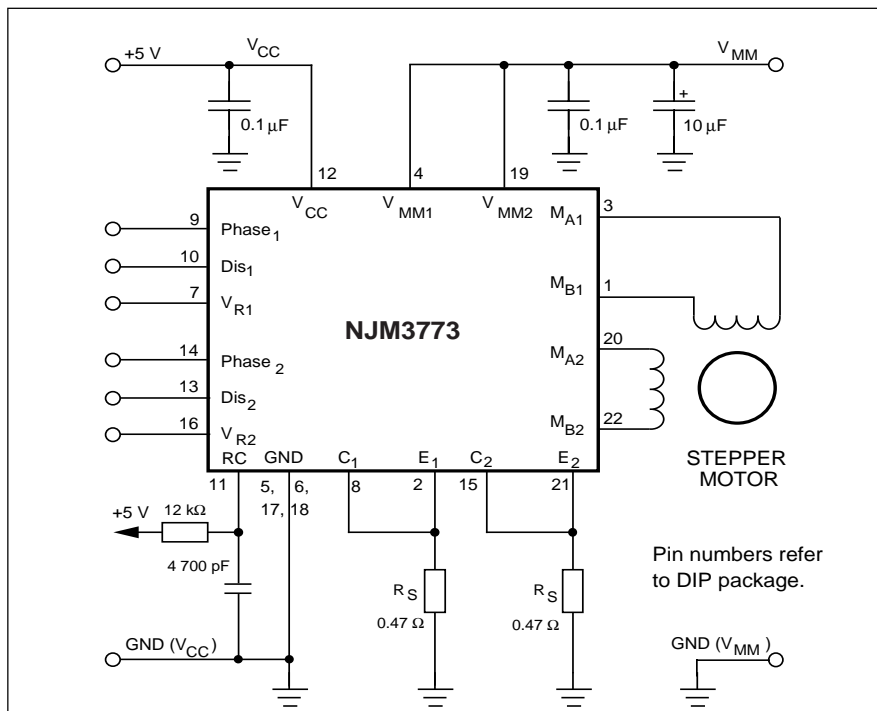 +5 V
V_CC
V_MM
0.1 µF
0.1 µF
+
10 µF
12
4
19
V_CC
V_MM1
V_MM2
9
Phase_1
10
Dis_1
7
V_R1
14
Phase_2
13
Dis_2
16
V_R2
NJM3773
M_A1
3
M_B1
1
M_A2
20
M_B2
22
STEPPER
MOTOR
RC
GND
C_1
E_1
C_2
E_2
11
5, 6,
17, 18
8
2
15
21
+5 V
12 kΩ
4 700 pF
R_S
0.47 Ω
R_S
0.47 Ω
Pin numbers refer
to DIP package.
GND (V_CC)
GND (V_MM)